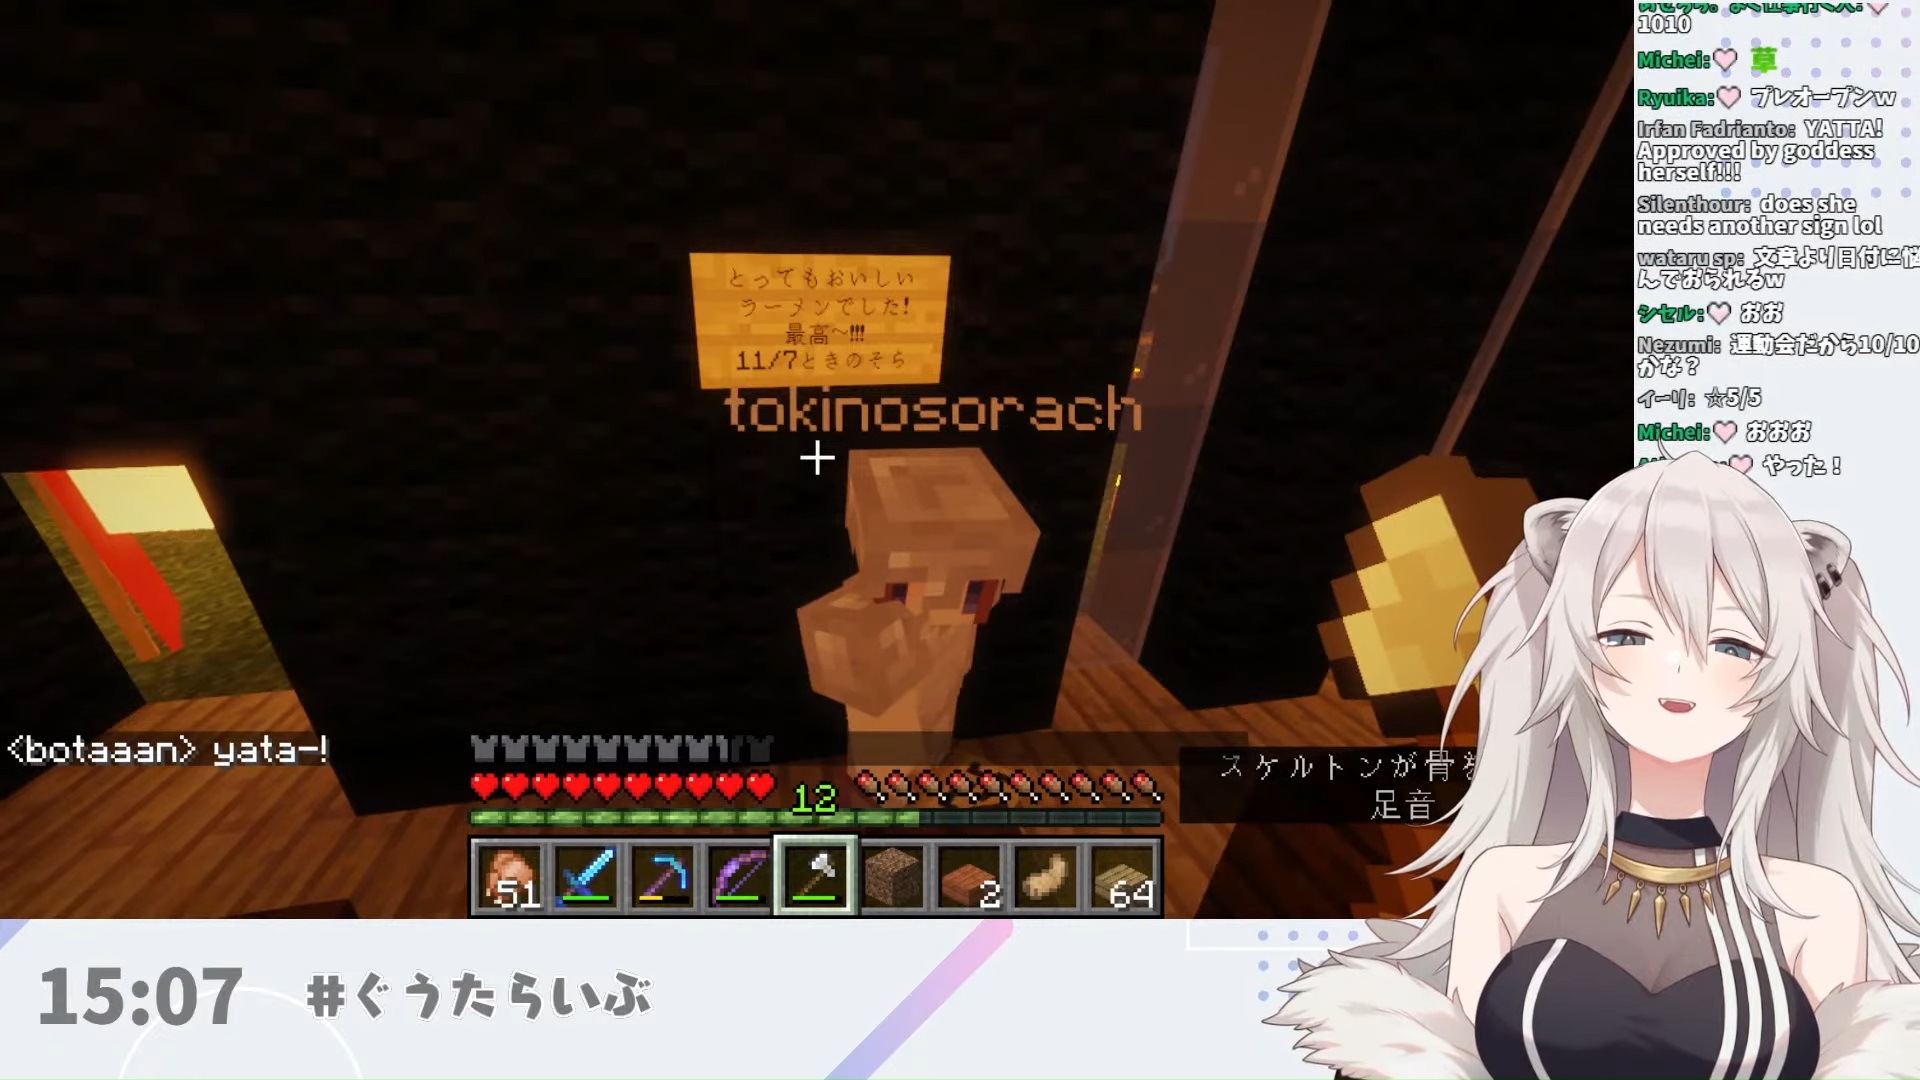 とってもおいしい
ラーメンでした!
最高~!!!
11/7ときのそら
tokinosorach
<botaaan> yata-!
12
スケルトンが骨を
足音
51
2
64
15:07
#ぐうたらいぶ
1010
Michei: 草
Ryuika: プレオープンw
Irfan Fadrianto: YATTA!
Approved by goddess
herself!!!
Silenthour: does she
needs another sign lol
wataru sp: 文章より日付に悩
んでおられるw
シセル: おお
Nezumi: 運動会だから10/10
かな?
イーリ: ☆5/5
Michei: おおお
やった!